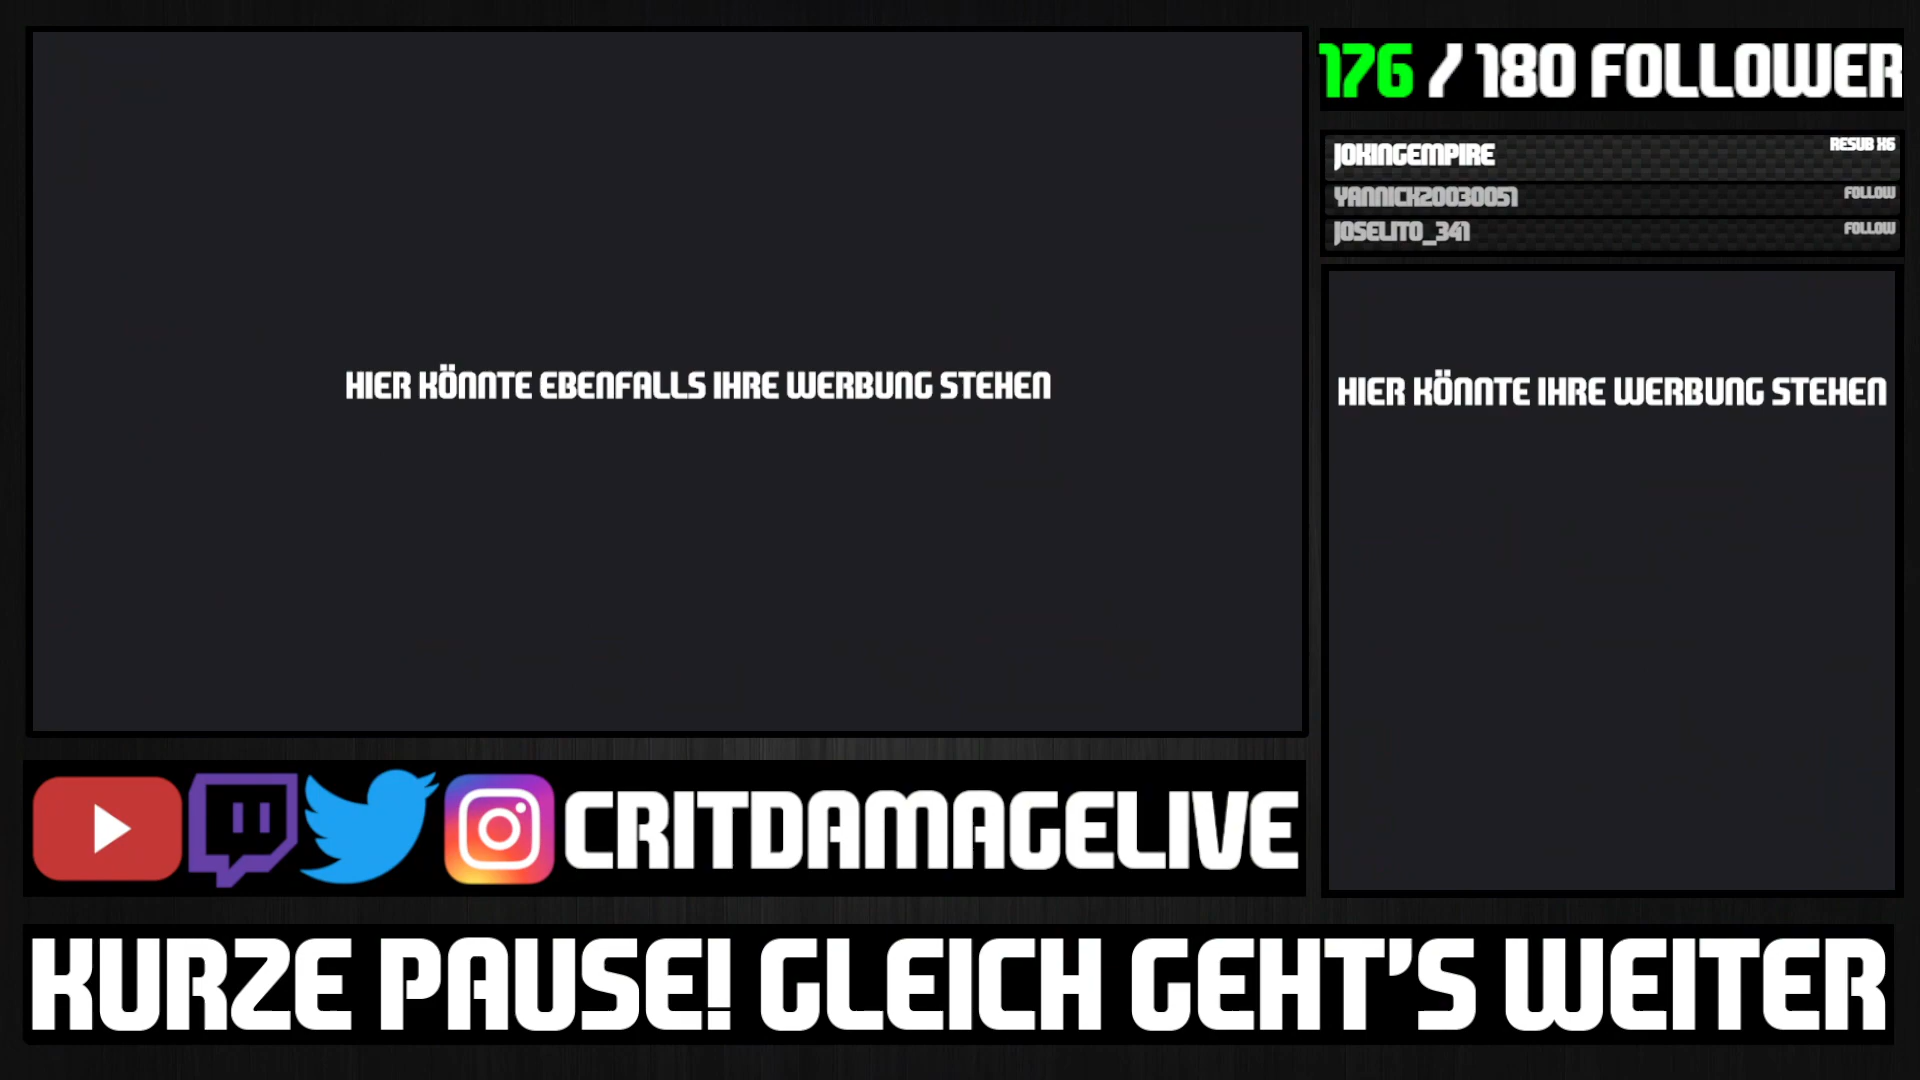 176 / 180 FOLLOWER
JOKINGEMPIRE RESUB X6
YANNICK20030051 FOLLOW
JOSELITO_341 FOLLOW
HIER KÖNNTE EBENFALLS IHRE WERBUNG STEHEN
HIER KÖNNTE IHRE WERBUNG STEHEN
CRITDAMAGELIVE
KURZE PAUSE! GLEICH GEHT'S WEITER